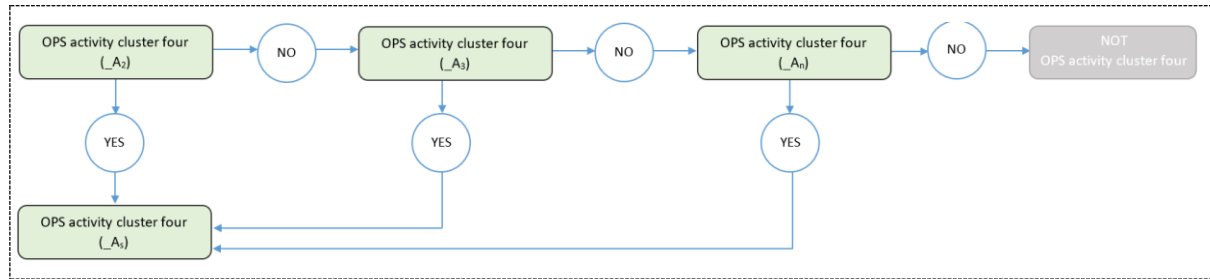 OPS activity cluster four
(_A₂)
NO
OPS activity cluster four
(_A₃)
NO
OPS activity cluster four
(_Aₙ)
NO
NOT
OPS activity cluster four
YES
YES
YES
OPS activity cluster four
(_Aₛ)